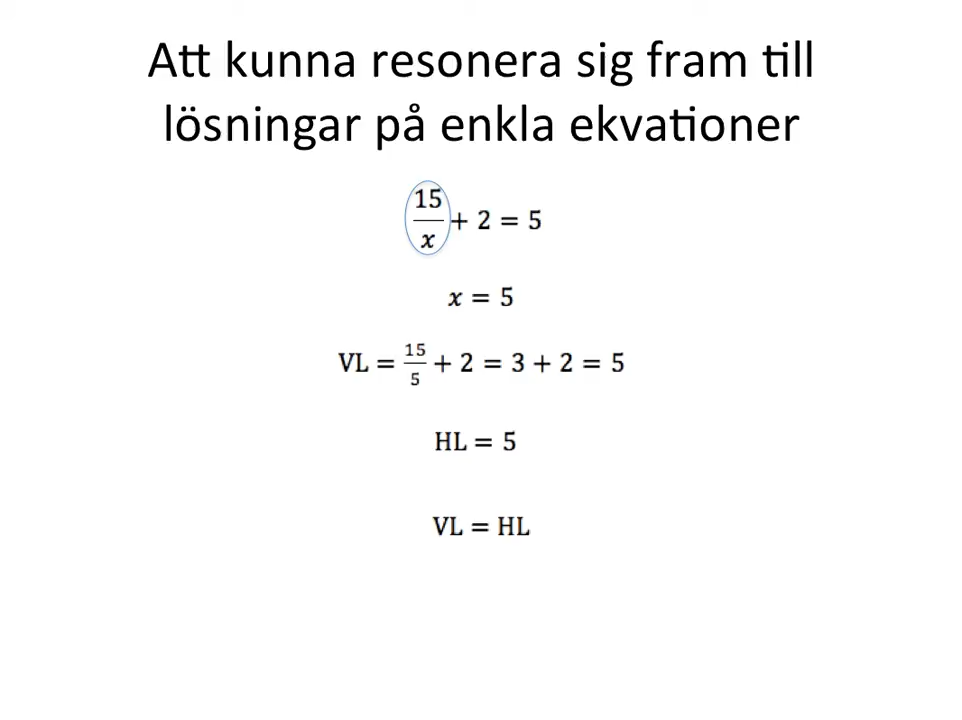 Att kunna resonera sig fram till
lösningar på enkla ekvationer
15/x + 2 = 5
x = 5
VL = 15/5 + 2 = 3 + 2 = 5
HL = 5
VL = HL